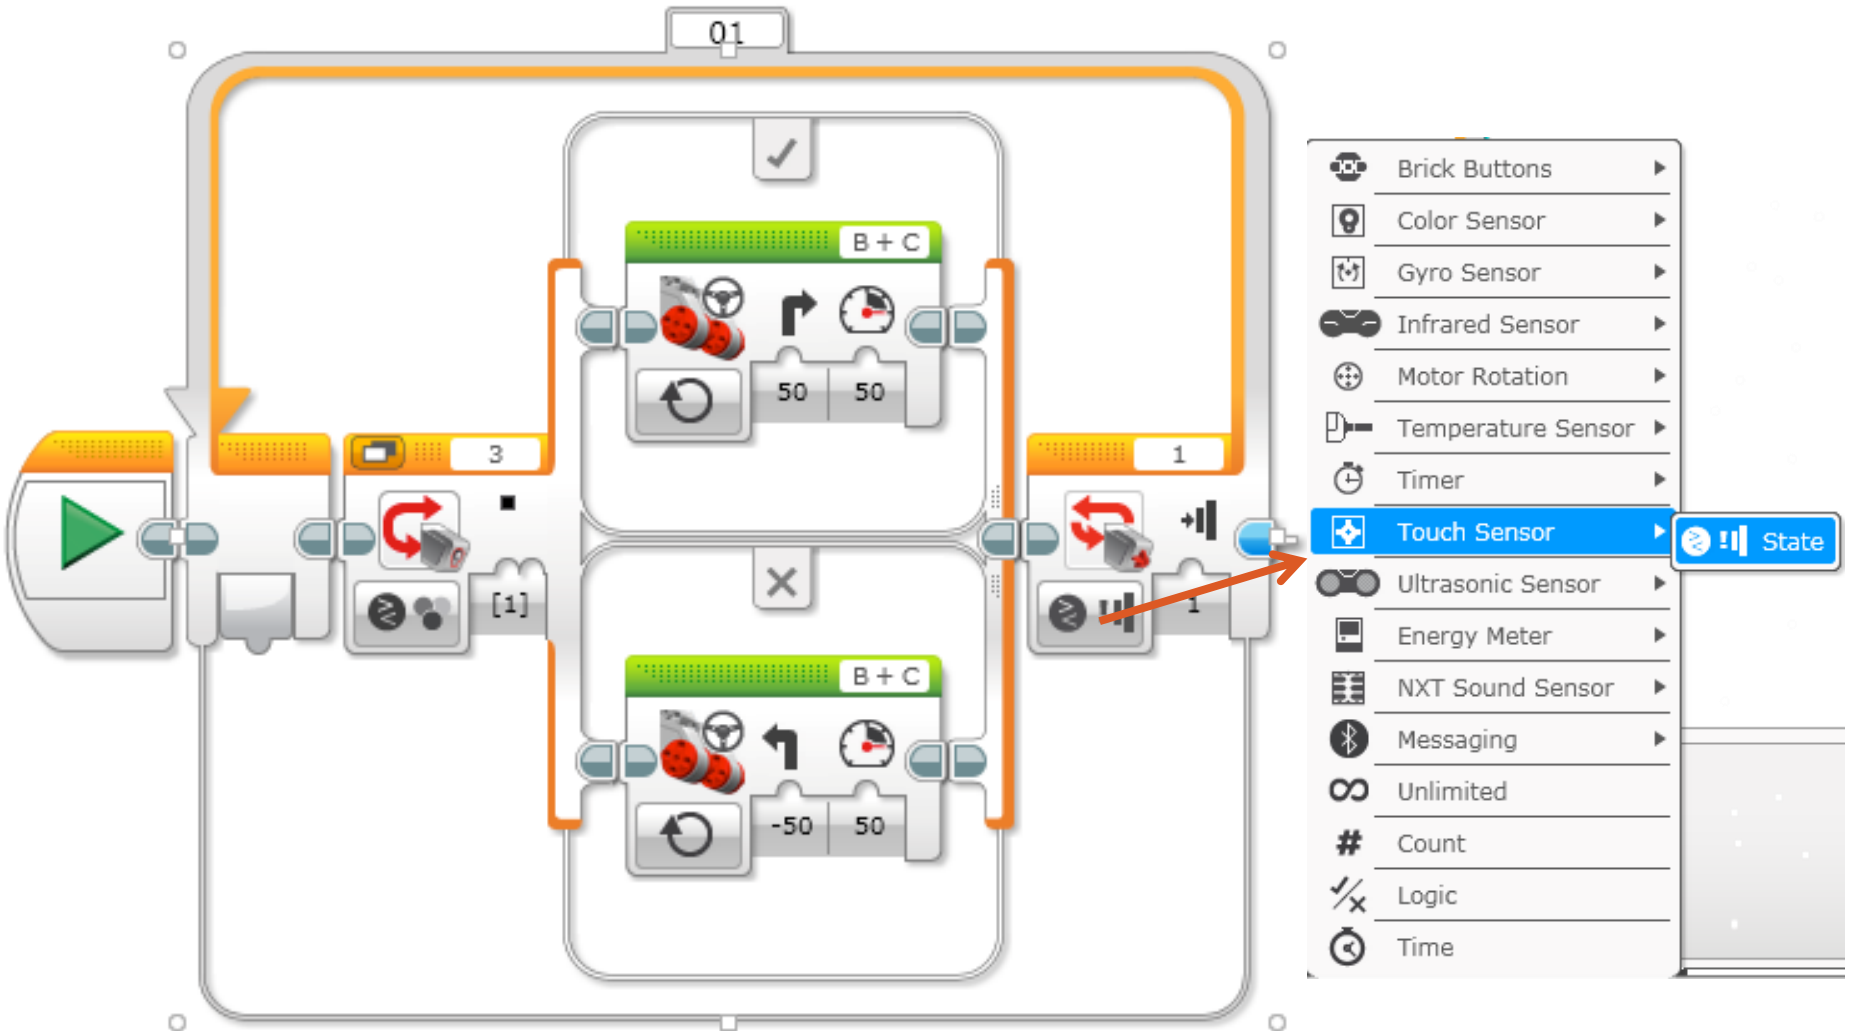 01
B + C
50 50
3
[1]
1
1
B + C
-50 50
Brick Buttons
Color Sensor
Gyro Sensor
Infrared Sensor
Motor Rotation
Temperature Sensor
Timer
Touch Sensor
State
Ultrasonic Sensor
Energy Meter
NXT Sound Sensor
Messaging
Unlimited
# Count
Logic
Time